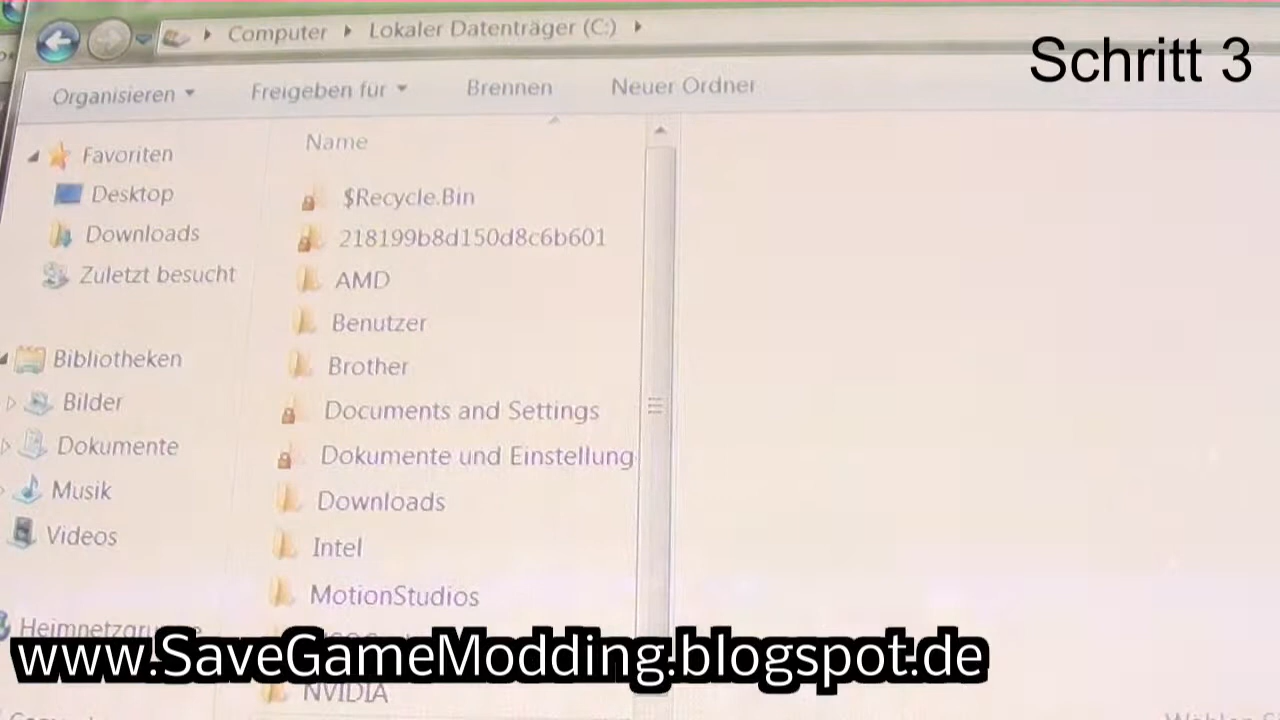 Computer Lokaler Datenträger (C:)
Schritt 3
Organisieren Freigeben für Brennen Neuer Ordner
Name
Favoriten
Desktop
Downloads
Zuletzt besucht
Bibliotheken
Bilder
Dokumente
Musik
Videos
$Recycle.Bin
218199b8d150d8c6b601
AMD
Benutzer
Brother
Documents and Settings
Dokumente und Einstellung
Downloads
Intel
MotionStudios
NVIDIA
www.SaveGameModding.blogspot.de